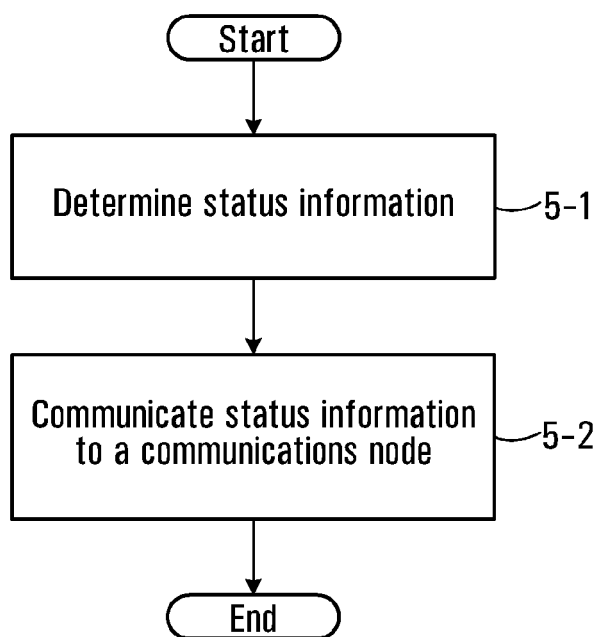 Start
Determine status information
5-1
Communicate status information
to a communications node
5-2
End